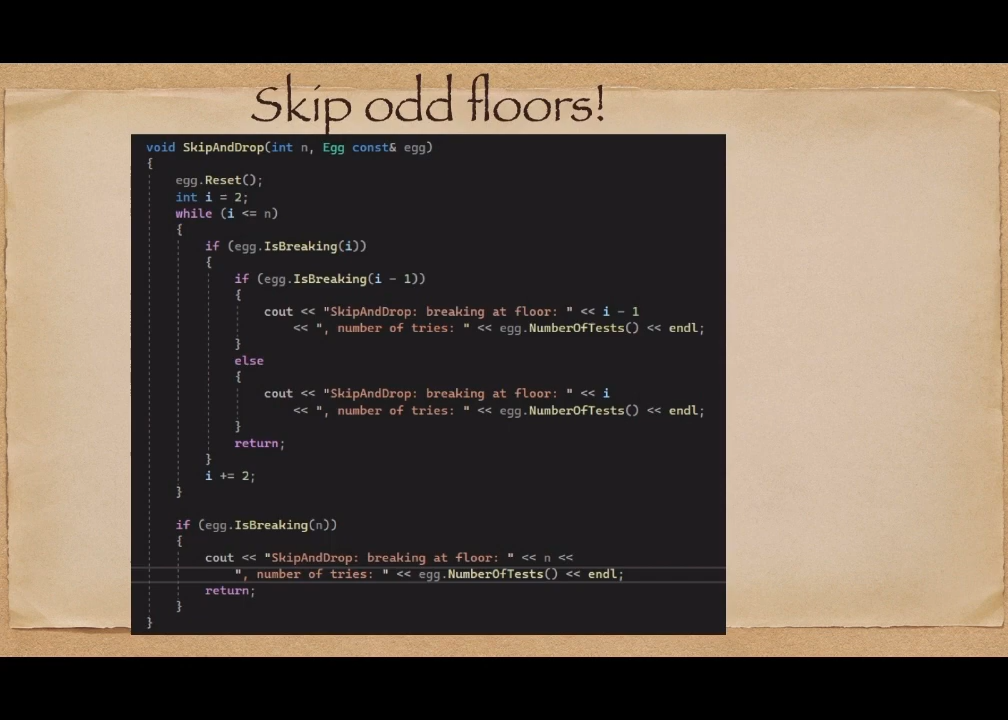 Skip odd floors!
void SkipAndDrop(int n, Egg const& egg)
{
egg.Reset();
int i = 2;
while (i <= n)
{
if (egg.IsBreaking(i))
{
if (egg.IsBreaking(i - 1))
{
cout << "SkipAndDrop: breaking at floor: " << i - 1
<< ", number of tries: " << egg.NumberOfTests() << endl;
}
else
{
cout << "SkipAndDrop: breaking at floor: " << i
<< ", number of tries: " << egg.NumberOfTests() << endl;
}
return;
}
i += 2;
}
if (egg.IsBreaking(n))
{
cout << "SkipAndDrop: breaking at floor: " << n <<
", number of tries: " << egg.NumberOfTests() << endl;
return;
}
}